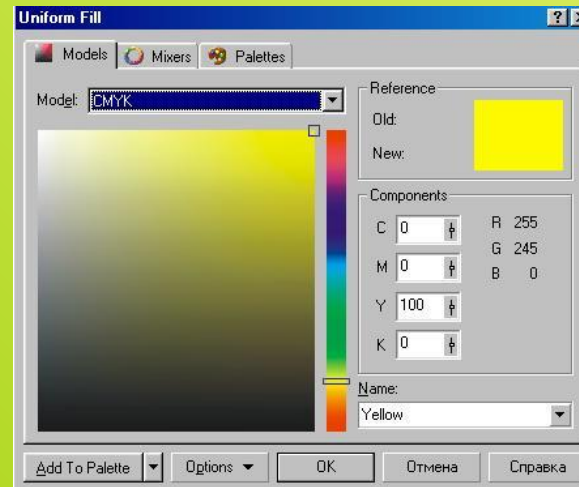 Uniform Fill
Models Mixers Palettes
Model: CMYK
Reference
Old:
New:
Components
C 0 R 255
G 245
M 0 B 0
Y 100
K 0
Name:
Yellow
Add To Palette Options OK Отмена Справка